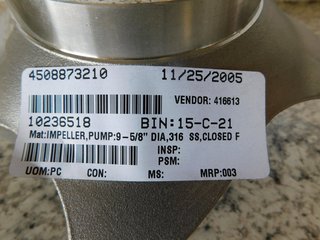 4508873210 11/25/2005
VENDOR: 416613
10236518 BIN:15-C-21
Mat:IMPELLER,PUMP:9-5/8" DIA,316 SS,CLOSED F
INSP:
PSM:
UOM:PC CON: MS: MRP:003